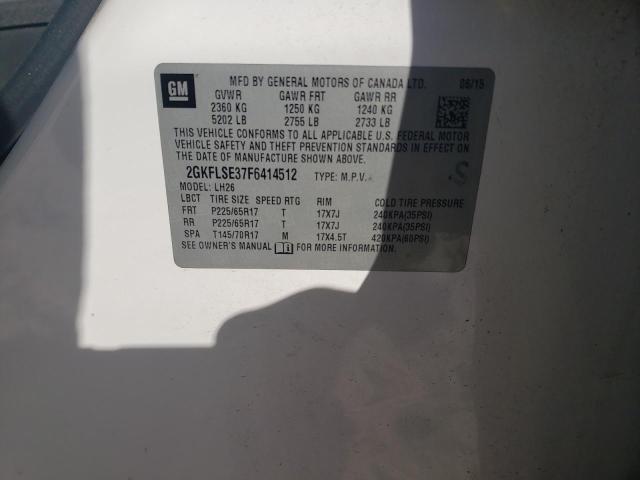 GM
MFD BY GENERAL MOTORS OF CANADA LTD. 06/15
GVWR GAWR FRT GAWR RR
2360 KG 1250 KG 1240 KG
5202 LB 2755 LB 2733 LB
THIS VEHICLE CONFORMS TO ALL APPLICABLE U.S. FEDERAL MOTOR
VEHICLE SAFETY AND THEFT PREVENTION STANDARDS IN EFFECT ON
THE DATE OF MANUFACTURE SHOWN ABOVE.
2GKFLSE37F6414512 TYPE: M.P.V.
MODEL: LH26
LBCT TIRE SIZE SPEED RTG RIM COLD TIRE PRESSURE
FRT P225/65R17 T 17X7J 240KPA(35PSI)
RR P225/65R17 T 17X7J 240KPA(35PSI)
SPA T145/70R17 M 17X4.5T 420KPA(60PSI)
SEE OWNER'S MANUAL FOR MORE INFORMATION.